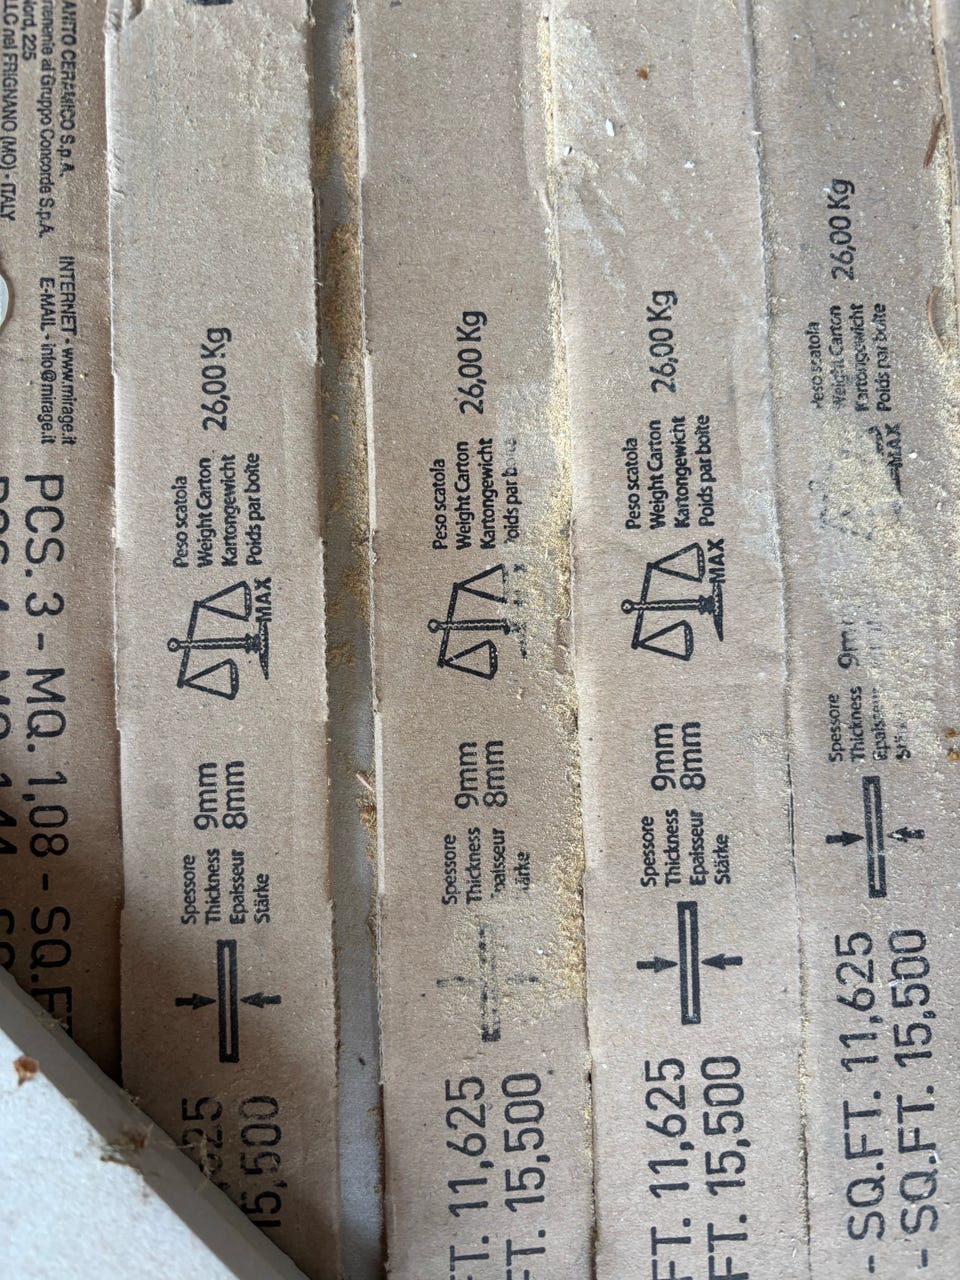 CERAMICO S.p.A.
al Gruppo Concorde S.p.A.
225
nel FRIGNANO (MO) - ITALY
INTERNET - www.mirage.it
E-MAIL - info@mirage.it
PCS. 3 - MQ. 1,08 - SQ.FT
Peso scatola
Weight Carton 26,00 Kg
Kartongewicht
Poids par boîte
MAX
Spessore
Thickness 9mm
Epaisseur 8mm
Stärke
15,500
Peso scatola
Weight Carton 26,00 Kg
Kartongewicht
Poids par
Spessore
Thickness 9mm
8mm
FT. 11,625
FT. 15,500
Peso scatola
Weight Carton 26,00 Kg
Kartongewicht
Poids par boîte
MAX
Spessore
Thickness 9mm
Epaisseur 8mm
Stärke
FT. 11,625
FT. 15,500
Peso scatola
Weight Carton 26,00 Kg
Kartongewicht
Poids par boîte
MAX
Spessore
Thickness
Epaisseur
- SQ.FT. 11,625
- SQ.FT. 15,500